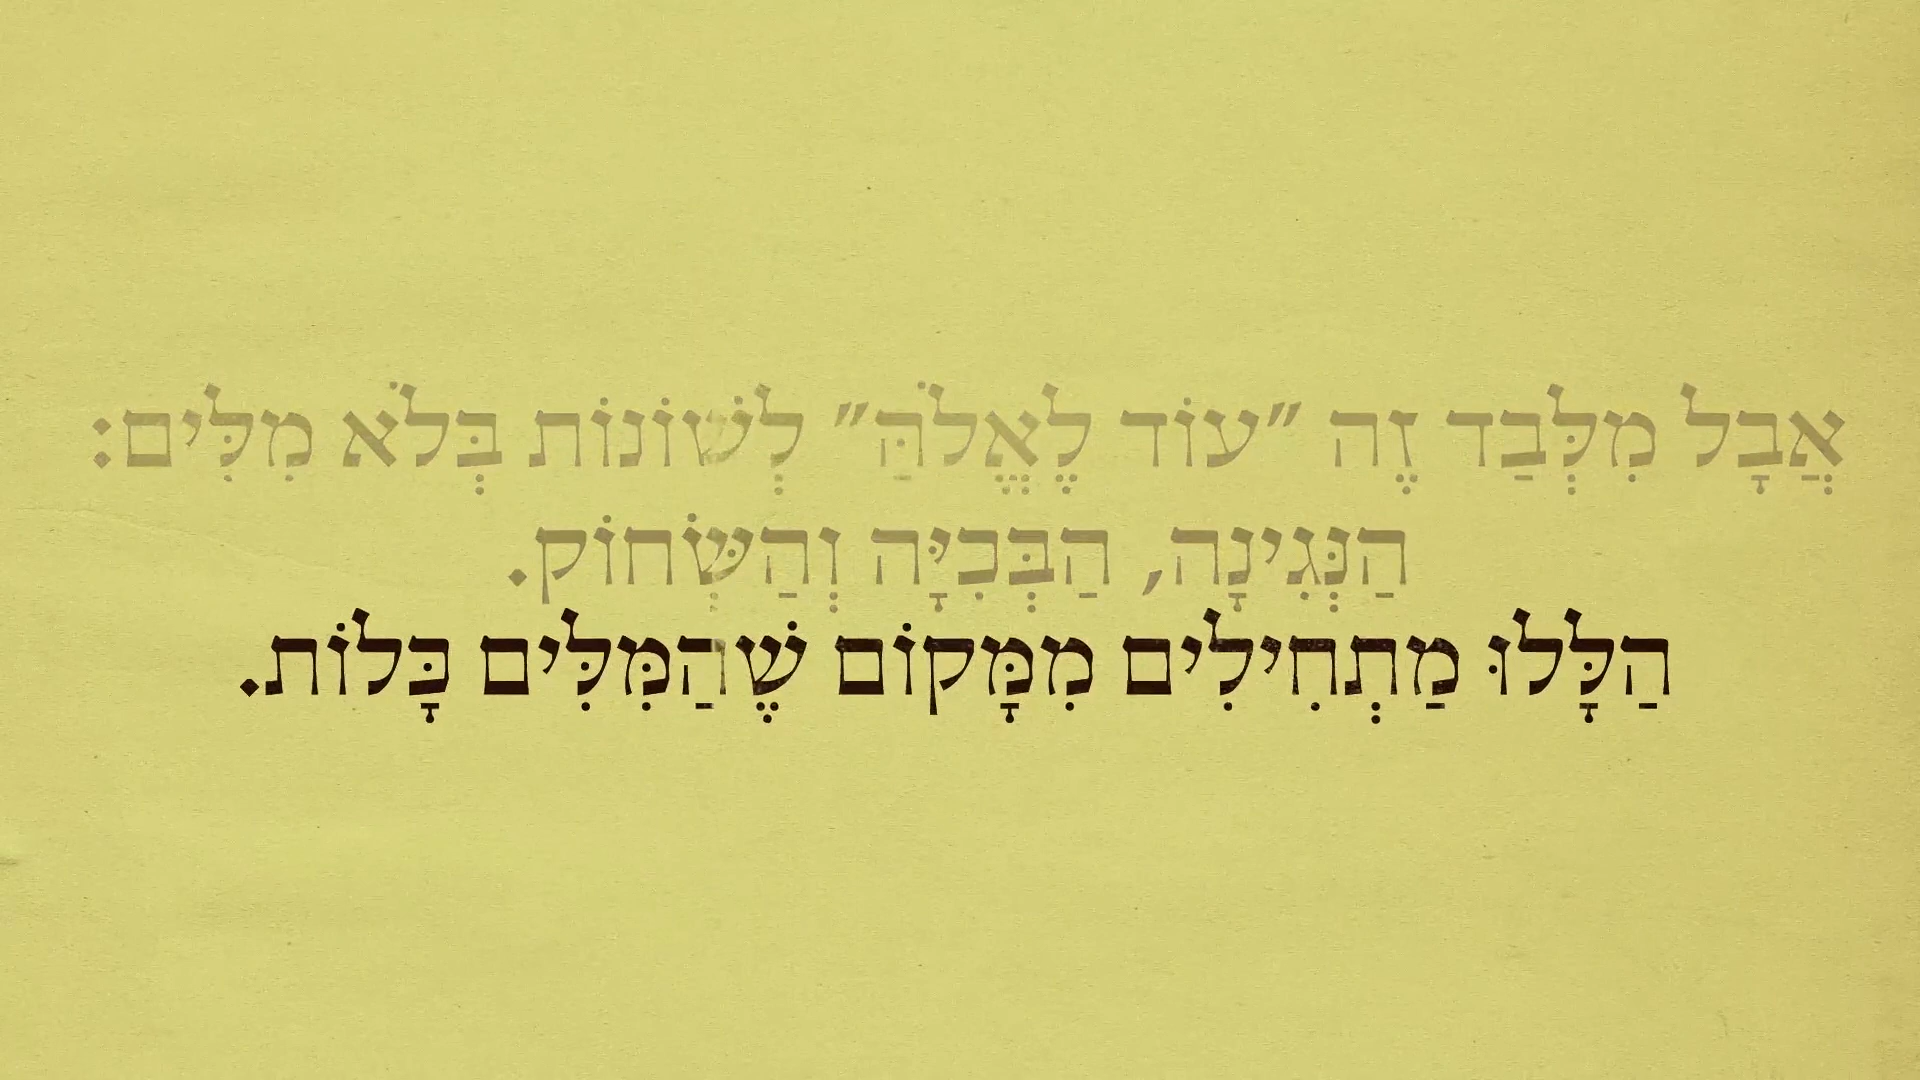 אֲבָל מִלְּבַד זֶה "עוֹד לֶאֱלֹהַּ" לְשׁוֹנוֹת בְּלֹא מִלִּים:
הַנְּגִינָה, הַבְּכִיָּה וְהַשְּׂחוֹק.
הַלָּלוּ מַתְחִילִים מִמָּקוֹם שֶׁהַמִּלִּים כָּלוֹת.